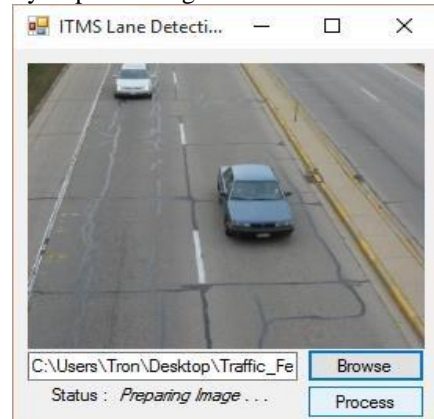 ITMS Lane Detecti...
C:\Users\Tron\Desktop\Traffic_Fe
Browse
Status : Preparing Image . . .
Process